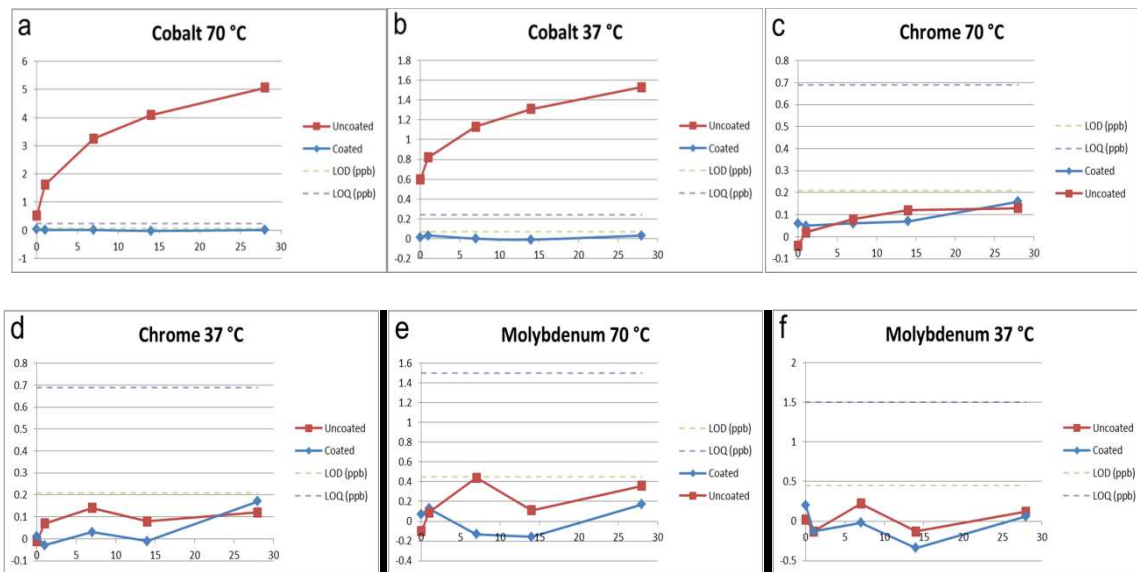 a
Cobalt 70 °C
6
5
4
3
2
1
0
-1
0
5
10
15
20
25
30
Uncoated
Coated
LOD (ppb)
LOQ (ppb)
b
Cobalt 37 °C
1.8
1.6
1.4
1.2
1
0.8
0.6
0.4
0.2
0
-0.2
0
5
10
15
20
25
30
Uncoated
Coated
LOD (ppb)
LOQ (ppb)
c
Chrome 70 °C
0.8
0.7
0.6
0.5
0.4
0.3
0.2
0.1
0
-0.1
0
5
10
15
20
25
30
LOD (ppb)
LOQ (ppb)
Coated
Uncoated
d
Chrome 37 °C
0.8
0.7
0.6
0.5
0.4
0.3
0.2
0.1
0
-0.1
0
5
10
15
20
25
30
Uncoated
Coated
LOD (ppb)
LOQ (ppb)
e
Molybdenum 70 °C
1.6
1.4
1.2
1
0.8
0.6
0.4
0.2
0
-0.2
-0.4
0
5
10
15
20
25
30
LOD (ppb)
LOQ (ppb)
Coated
Uncoated
f
Molybdenum 37 °C
2
1.5
1
0.5
0
-0.5
0
5
10
15
20
25
30
Uncoated
Coated
LOD (ppb)
LOQ (ppb)